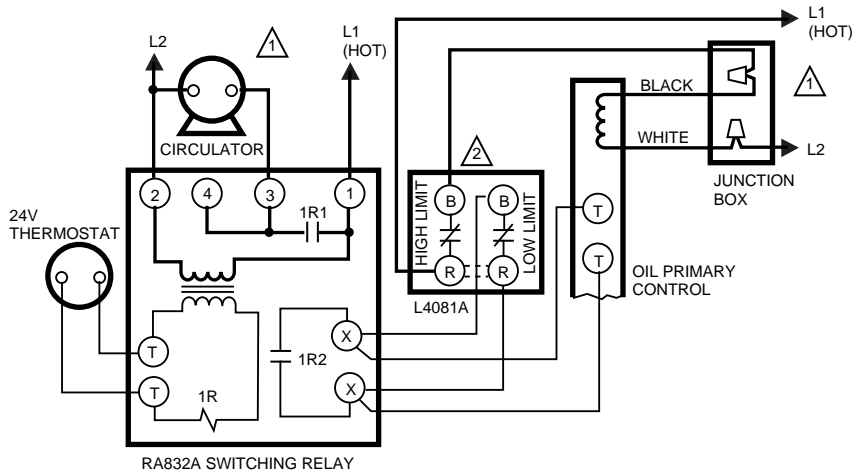 L2
1
L1
(HOT)
L1
(HOT)
CIRCULATOR
BLACK
WHITE
1
L2
JUNCTION
BOX
2
24V
THERMOSTAT
2
4
3
1
1R1
HIGH LIMIT
B
B
LOW LIMIT
R
R
L4081A
T
T
OIL PRIMARY
CONTROL
T
T
1R
1R2
X
X
RA832A SWITCHING RELAY